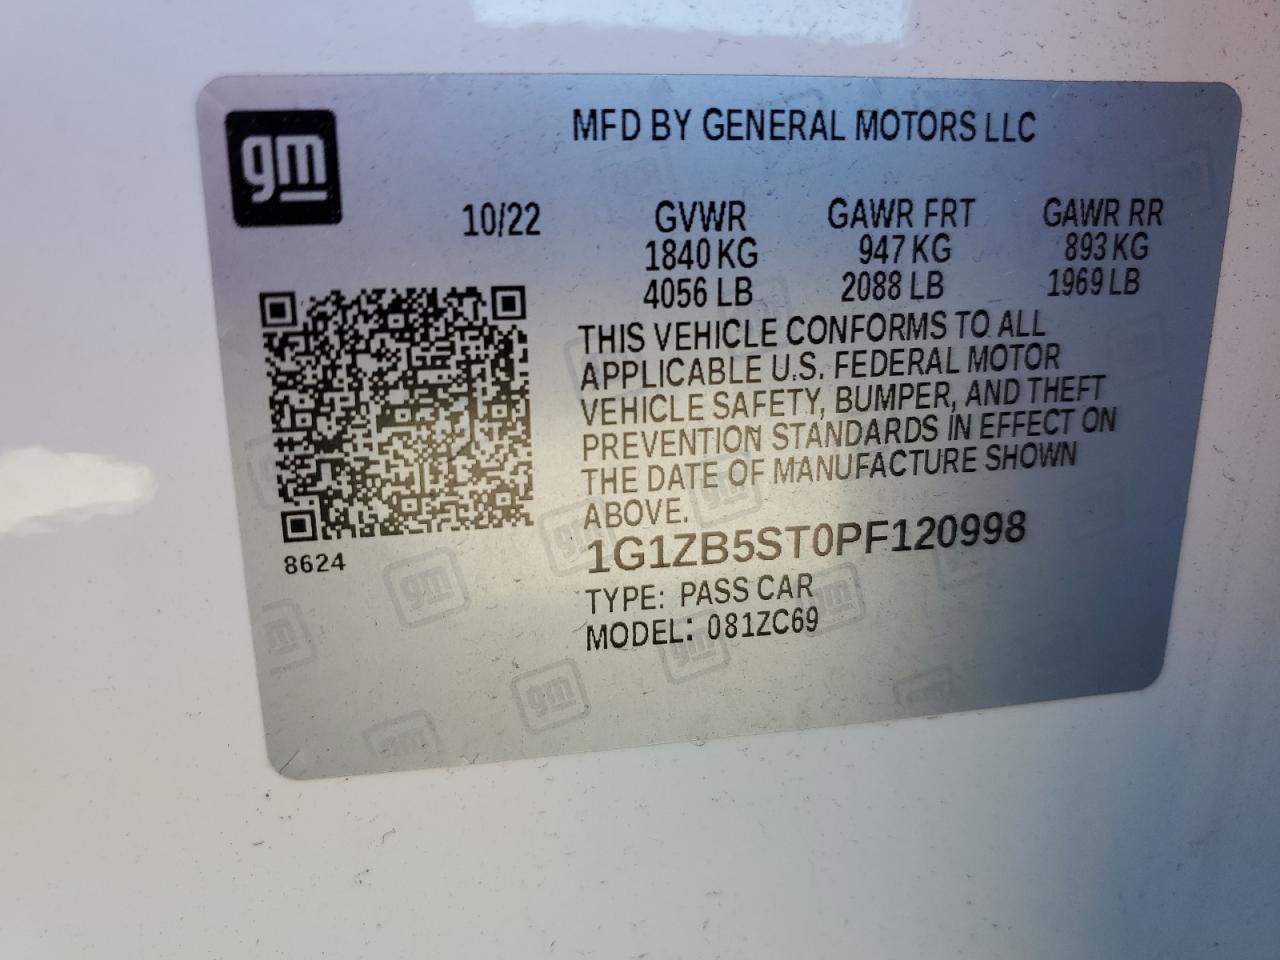 gm
MFD BY GENERAL MOTORS LLC
10/22
GVWR GAWR FRT GAWR RR
1840 KG 947 KG 893 KG
4056 LB 2088 LB 1969 LB
THIS VEHICLE CONFORMS TO ALL
APPLICABLE U.S. FEDERAL MOTOR
VEHICLE SAFETY, BUMPER, AND THEFT
PREVENTION STANDARDS IN EFFECT ON
THE DATE OF MANUFACTURE SHOWN
ABOVE.
8624
1G1ZB5ST0PF120998
TYPE: PASS CAR
MODEL: 081ZC69